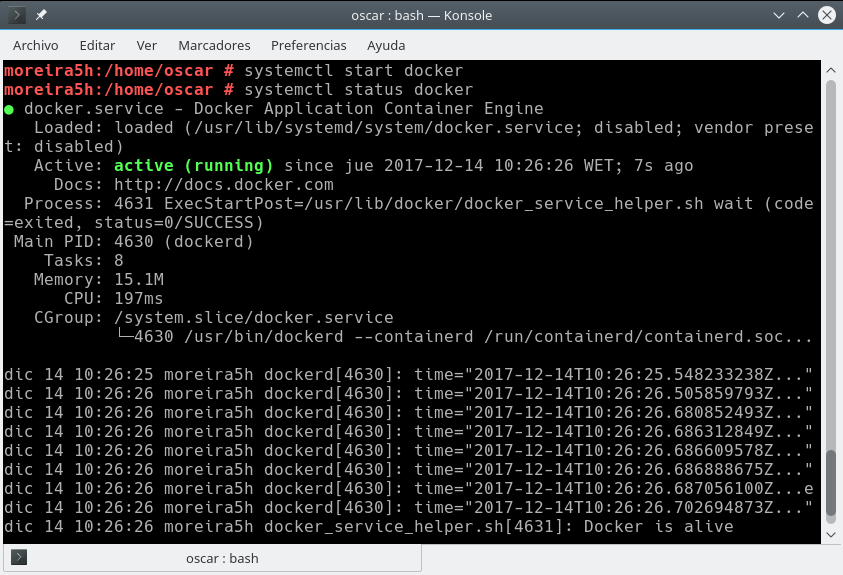 oscar : bash — Konsole
Archivo Editar Ver Marcadores Preferencias Ayuda
moreira5h:/home/oscar # systemctl start docker
moreira5h:/home/oscar # systemctl status docker
● docker.service - Docker Application Container Engine
   Loaded: loaded (/usr/lib/systemd/system/docker.service; disabled; vendor prese
t: disabled)
   Active: active (running) since jue 2017-12-14 10:26:26 WET; 7s ago
     Docs: http://docs.docker.com
  Process: 4631 ExecStartPost=/usr/lib/docker/docker_service_helper.sh wait (code
=exited, status=0/SUCCESS)
 Main PID: 4630 (dockerd)
    Tasks: 8
   Memory: 15.1M
      CPU: 197ms
   CGroup: /system.slice/docker.service
           └─4630 /usr/bin/dockerd --containerd /run/containerd/containerd.soc...
dic 14 10:26:25 moreira5h dockerd[4630]: time="2017-12-14T10:26:25.548233238Z..."
dic 14 10:26:26 moreira5h dockerd[4630]: time="2017-12-14T10:26:26.505859793Z..."
dic 14 10:26:26 moreira5h dockerd[4630]: time="2017-12-14T10:26:26.680852493Z..."
dic 14 10:26:26 moreira5h dockerd[4630]: time="2017-12-14T10:26:26.686312849Z..."
dic 14 10:26:26 moreira5h dockerd[4630]: time="2017-12-14T10:26:26.686609578Z..."
dic 14 10:26:26 moreira5h dockerd[4630]: time="2017-12-14T10:26:26.686888675Z..."
dic 14 10:26:26 moreira5h dockerd[4630]: time="2017-12-14T10:26:26.687056100Z...e
dic 14 10:26:26 moreira5h dockerd[4630]: time="2017-12-14T10:26:26.702694873Z..."
dic 14 10:26:26 moreira5h docker_service_helper.sh[4631]: Docker is alive
oscar : bash